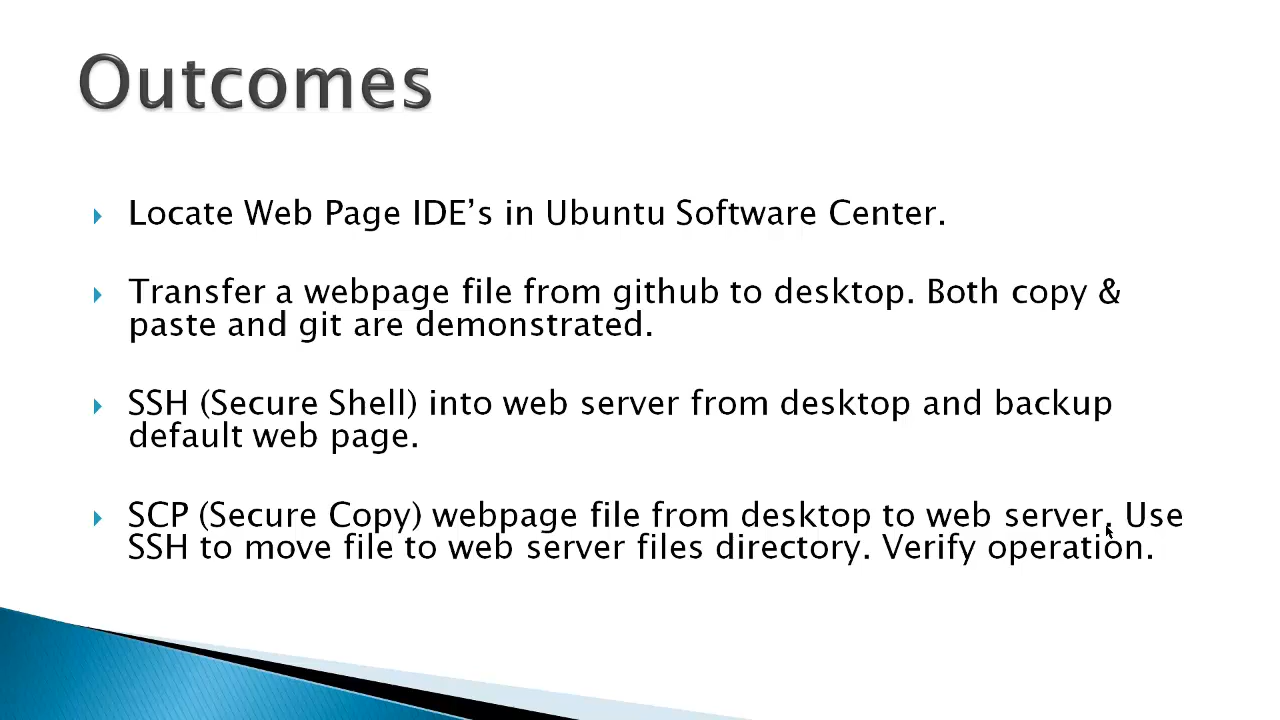 Outcomes
Locate Web Page IDE’s in Ubuntu Software Center.
Transfer a webpage file from github to desktop. Both copy &
paste and git are demonstrated.
SSH (Secure Shell) into web server from desktop and backup
default web page.
SCP (Secure Copy) webpage file from desktop to web server. Use
SSH to move file to web server files directory. Verify operation.